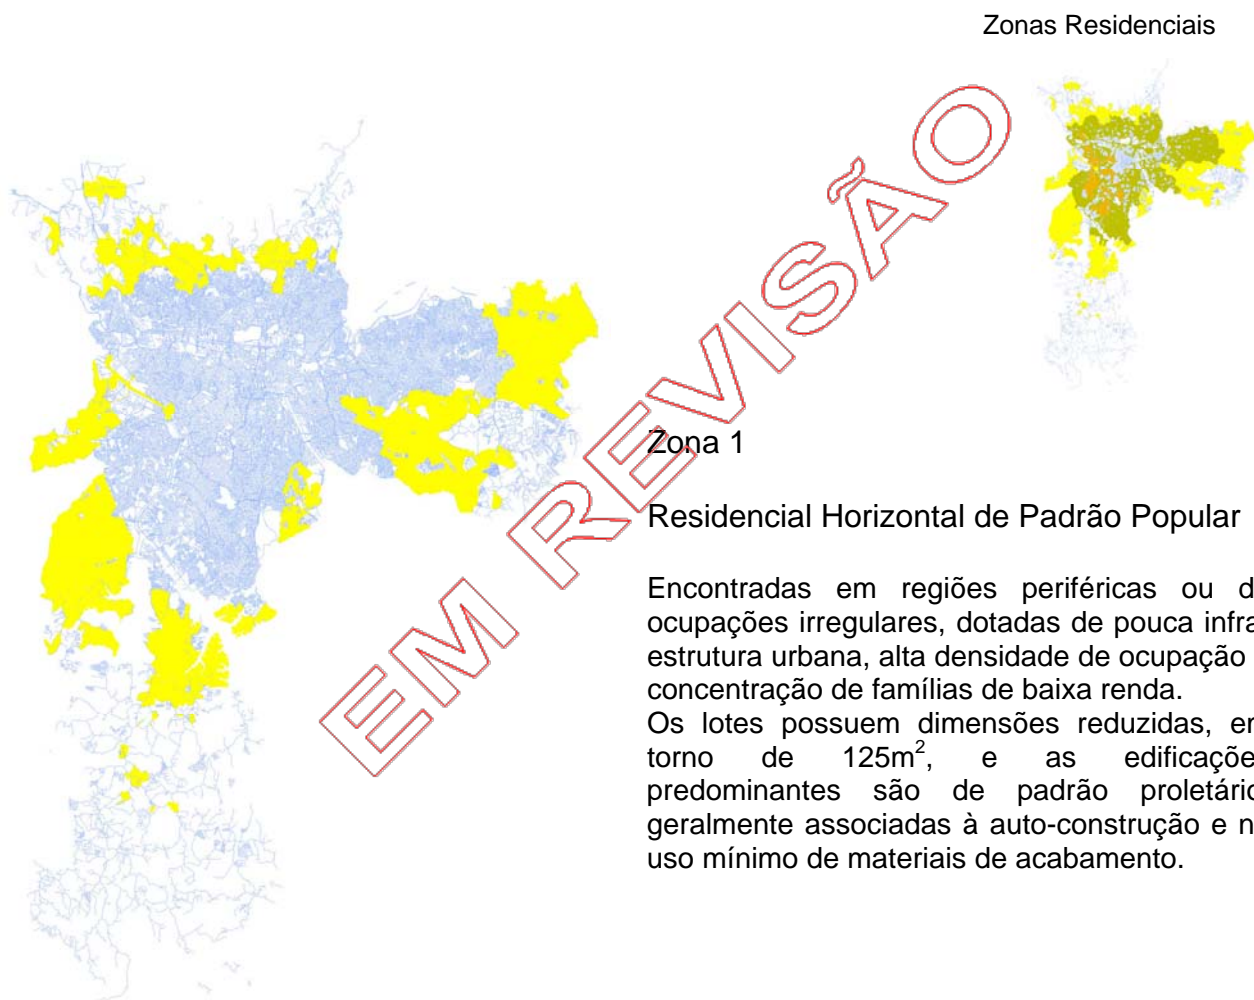 Zonas Residenciais
EM REVISÃO
Zona 1
Residencial Horizontal de Padrão Popular
Encontradas em regiões periféricas ou d
ocupações irregulares, dotadas de pouca infra
estrutura urbana, alta densidade de ocupação
concentração de famílias de baixa renda.
Os lotes possuem dimensões reduzidas, em
torno de 125m², e as edificaçõe
predominantes são de padrão proletário
geralmente associadas à auto-construção e n
uso mínimo de materiais de acabamento.